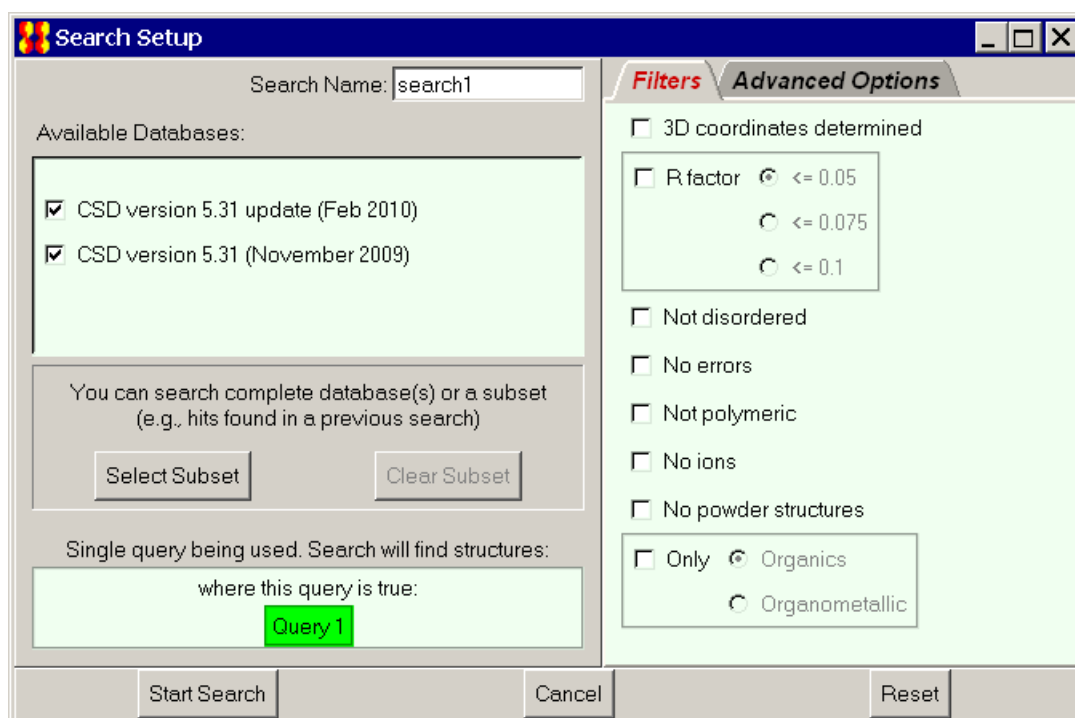 Search Setup
Search Name: search1
Available Databases:
CSD version 5.31 update (Feb 2010)
CSD version 5.31 (November 2009)
You can search complete database(s) or a subset
(e.g., hits found in a previous search)
Select Subset
Clear Subset
Single query being used. Search will find structures:
where this query is true:
Query 1
Filters
Advanced Options
3D coordinates determined
R factor <= 0.05
<= 0.075
<= 0.1
Not disordered
No errors
Not polymeric
No ions
No powder structures
Only Organics
Organometallic
Start Search
Cancel
Reset